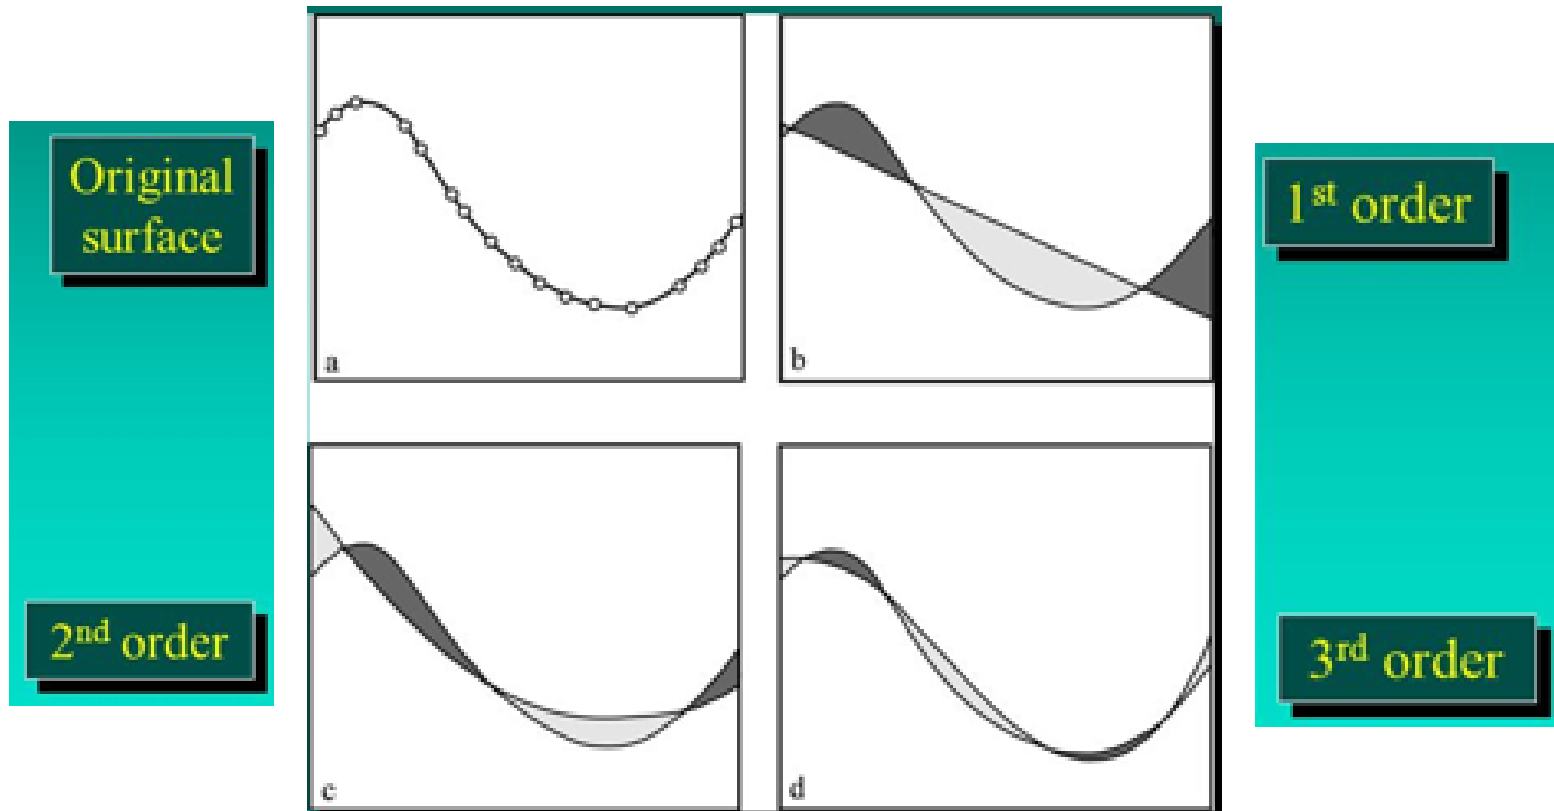 Original
surface
a
b
1st order
2nd order
c
d
3rd order